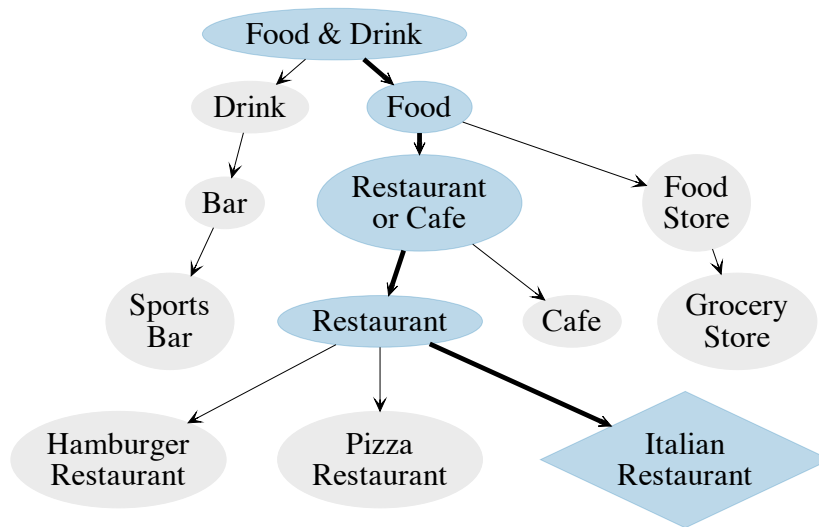 Food & Drink
Drink
Food
Bar
Restaurant
or Cafe
Food
Store
Sports
Bar
Restaurant
Cafe
Grocery
Store
Hamburger
Restaurant
Pizza
Restaurant
Italian
Restaurant